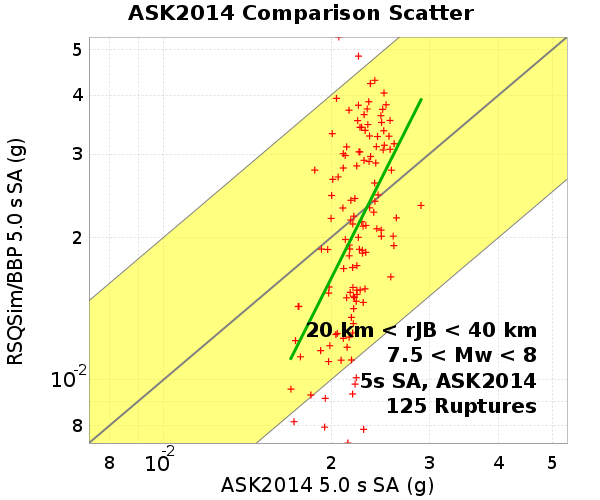 ASK2014 Comparison Scatter
RSQSim/BBP 5.0 s SA (g)
5
4
3
2
10-2
8
20 km < rJB < 40 km
7.5 < Mw < 8
5s SA, ASK2014
125 Ruptures
8 10-2 2 3 4 5
ASK2014 5.0 s SA (g)